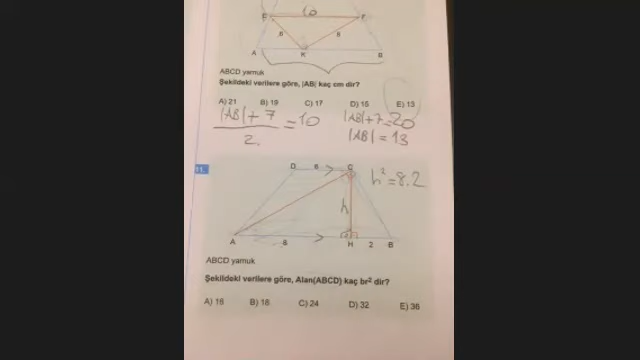 10
E F
6 8
A K B
ABCD yamuk
Şekildeki verilere göre, |AB| kaç cm dir?
A) 21 B) 19 C) 17 D) 15 E) 13
|AB| + 7 / 2 = 10
|AB| + 7 = 20
|AB| = 13
11.
D 6 C
h² = 8.2
h
A 8 H 2 B
ABCD yamuk
Şekildeki verilere göre, Alan(ABCD) kaç br² dir?
A) 16 B) 18 C) 24 D) 32 E) 36